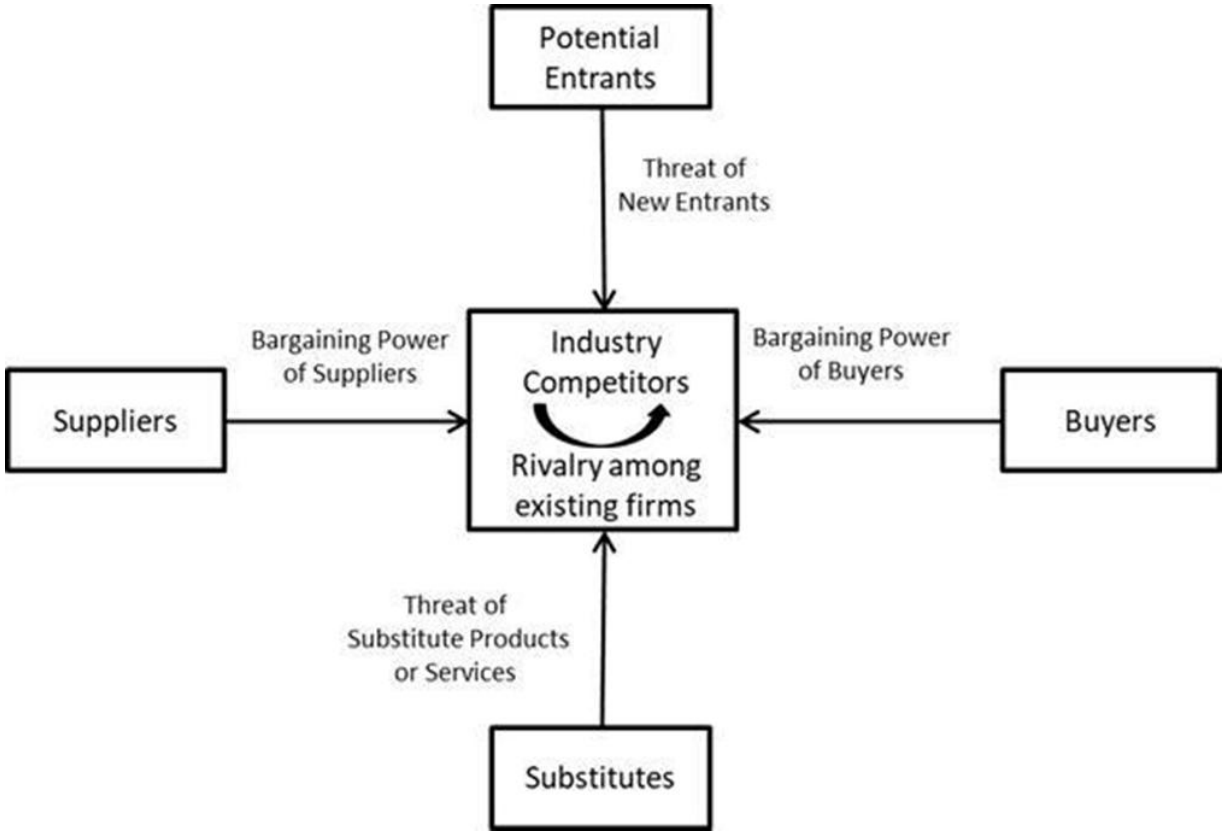 Potential
Entrants
Threat of
New Entrants
Bargaining Power
of Suppliers
Industry
Competitors
Bargaining Power
of Buyers
Suppliers
Buyers
Rivalry among
existing firms
Threat of
Substitute Products
or Services
Substitutes